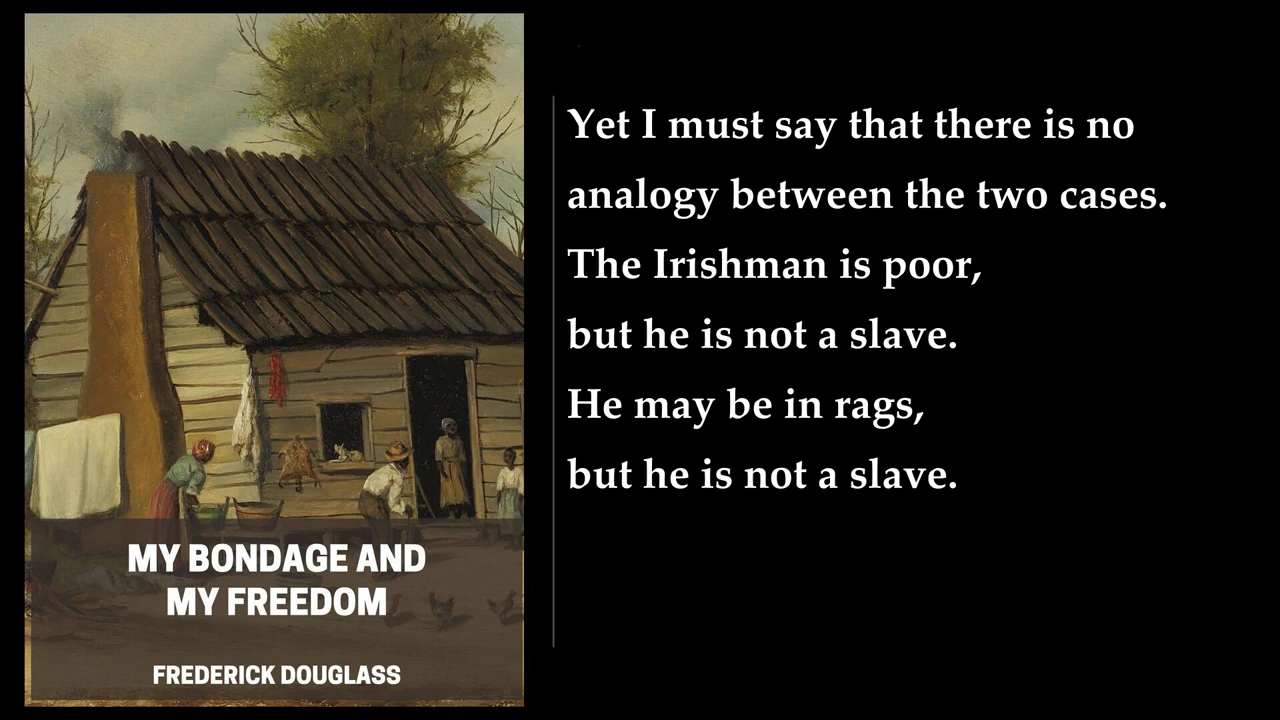 MY BONDAGE AND
MY FREEDOM
FREDERICK DOUGLASS
Yet I must say that there is no
analogy between the two cases.
The Irishman is poor,
but he is not a slave.
He may be in rags,
but he is not a slave.